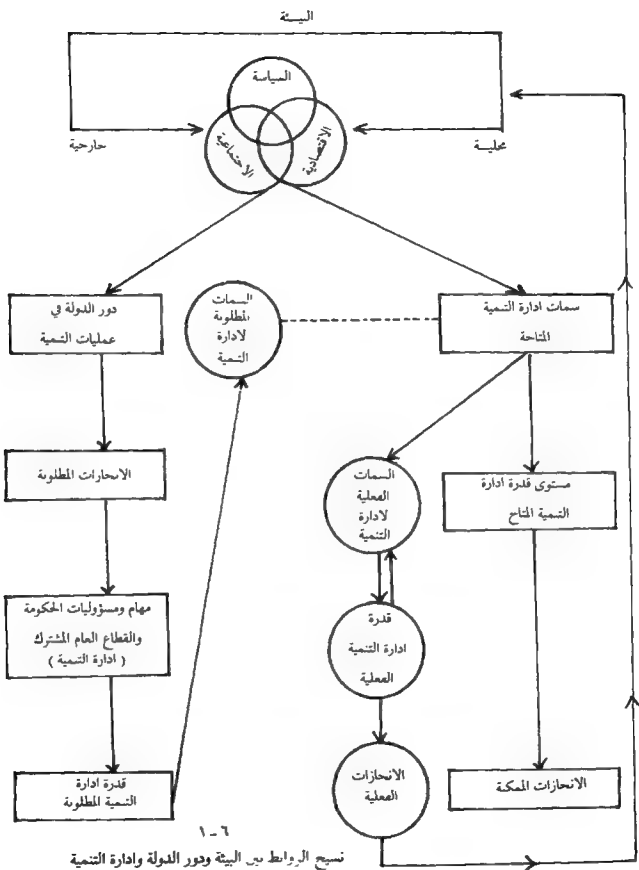 البيئة
السياسة
الاقتصادية
الاجتماعية
خارجية
محلية
دور الدولة في
عمليات التنمية
السمات
المطلوبة
لادارة
التنمية
سمات ادارة التنمية
المتاحة
الانجازات المطلوبة
السمات
الفعلية
لادارة
التنمية
مستوى قدرة ادارة
التنمية المتاح
مهام ومسؤوليات الحكومة
والقطاع العام المشترك
( ادارة التنمية )
قدرة
ادارة التنمية
الفعلية
قدرة ادارة
التنمية المطلوبة
الانجازات
الفعلية
الانجازات الممكنة
٦ - ١
نسيج الروابط بين البيئة ودور الدولة وادارة التنمية